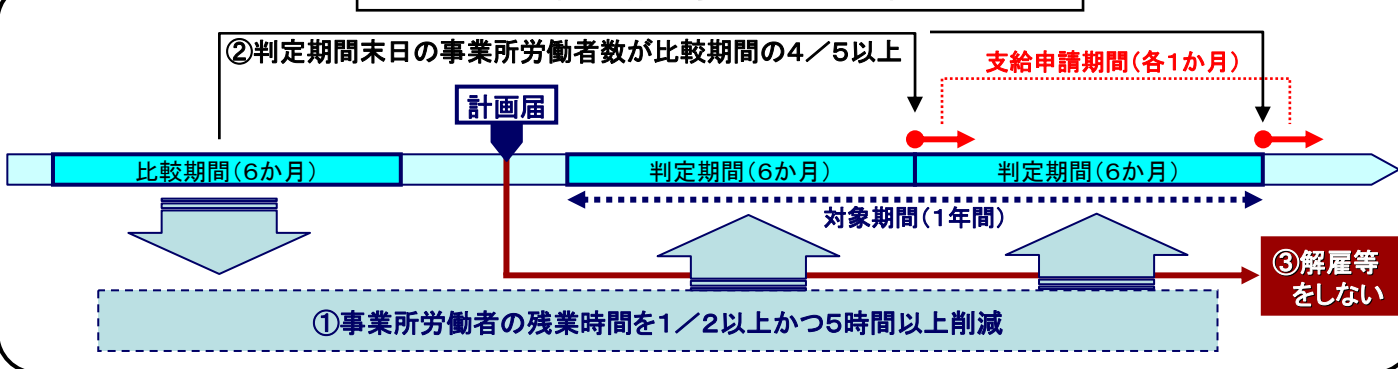 ②判定期間末日の事業所労働者数が比較期間の4/5以上
支給申請期間(各1か月)
計画届
比較期間(6か月)
判定期間(6か月)
判定期間(6か月)
対象期間(1年間)
③解雇等
をしない
①事業所労働者の残業時間を1/2以上かつ5時間以上削減